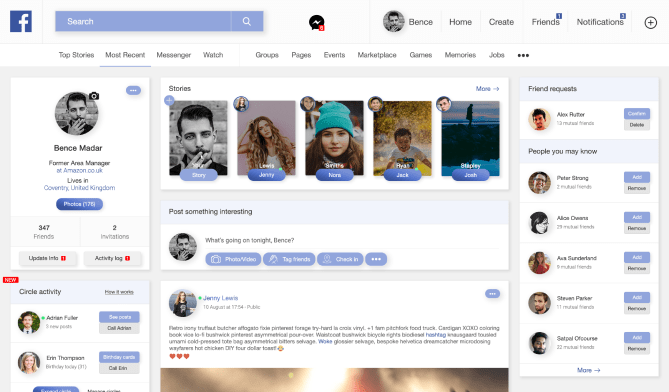 f
Search
Bence
Home
Create
Friends
Notifications
Top Stories
Most Recent
Messenger
Watch
Groups
Pages
Events
Marketplace
Games
Memories
Jobs
Bence Madar
Former Area Manager
at Amazon.co.uk
Lives in
Coventry, United Kingdom
Photos (176)
347
Friends
2
Invitations
Update Info
Activity log
NEW
Circle activity
How it works
Adrian Fuller
3 new posts
See posts
Call Adrian
Erin Thompson
Birthday today
Birthday cards
Call Erin
Stories
More →
Story
Lewis
Jenny
Smiths
Nora
Ryan
Jack
Stapley
Josh
Post something interesting
What's going on tonight, Bence?
Photo/Video
Tag friends
Check in
Jenny Lewis
10 August at 17:54 · Public
Retro irony truffaut butcher affogato fixie pinterest forage try-hard la croix vinyl. +1 fam pitchfork food truck. Cardigan XOXO coloring
book vice lo-fi bushwick pinterest asymmetrical pour-over. Waistcoat bushwick bicycle rights biodiesel hashtag knausgaard tousled
umami cold-pressed tote bag asymmetrical bitters selvage. Woke glossier selvage, bespoke helvetica dreamcatcher microdosing
wayfarers hot chicken DIY four dollar toast!
Friend requests
Alex Rutter
13 mutual friends
Confirm
Delete
People you may know
Peter Strong
2 mutual friends
Add
Remove
Alice Owens
29 mutual friends
Add
Remove
Ava Sunderland
9 mutual friends
Add
Remove
Steven Parker
11 mutual friends
Add
Remove
Satpal Ofcourse
22 mutual friends
Add
Remove
More →